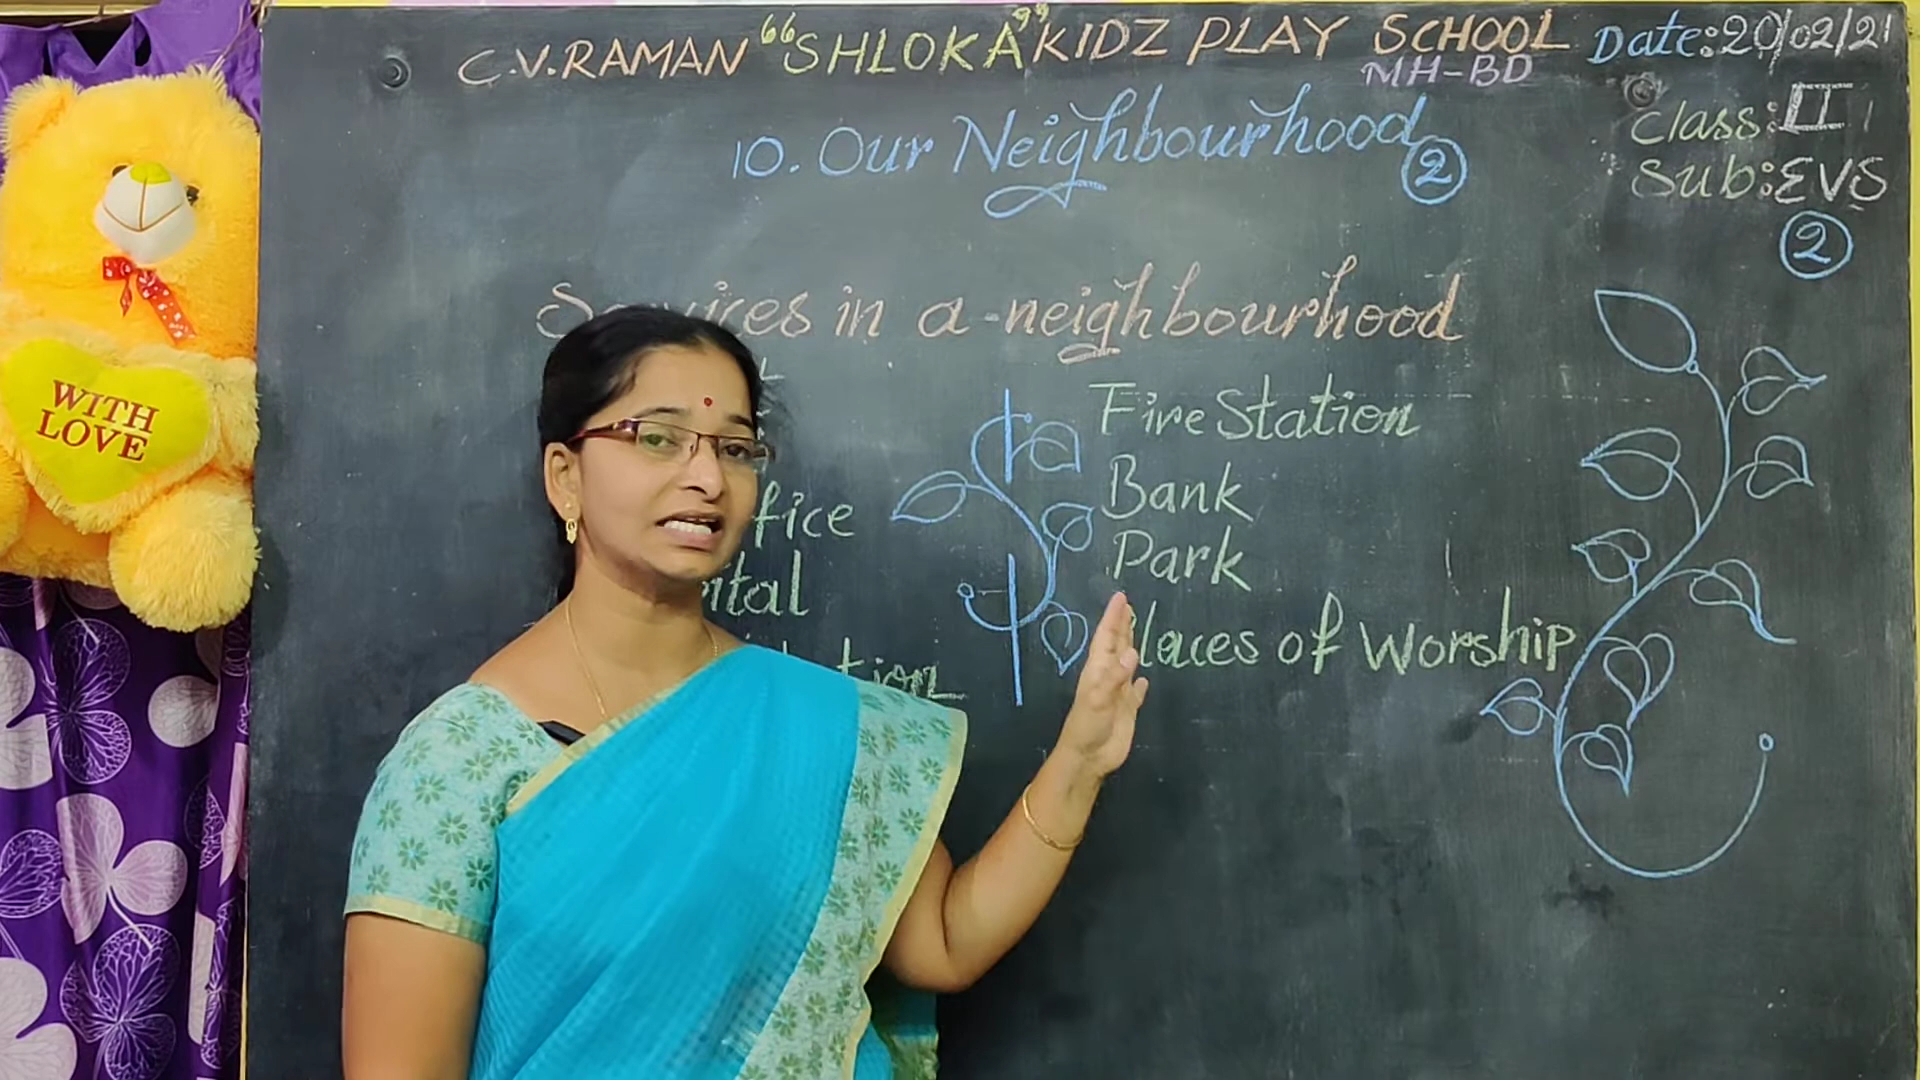 C.V.RAMAN "SHLOKA" KIDZ PLAY SCHOOL
MH-BD
Date: 20/02/21
Class: II
Sub: EVS
2
10. Our Neighbourhood 2
Services in a neighbourhood
Fire Station
Bank
Park
Places of Worship
WITH
LOVE